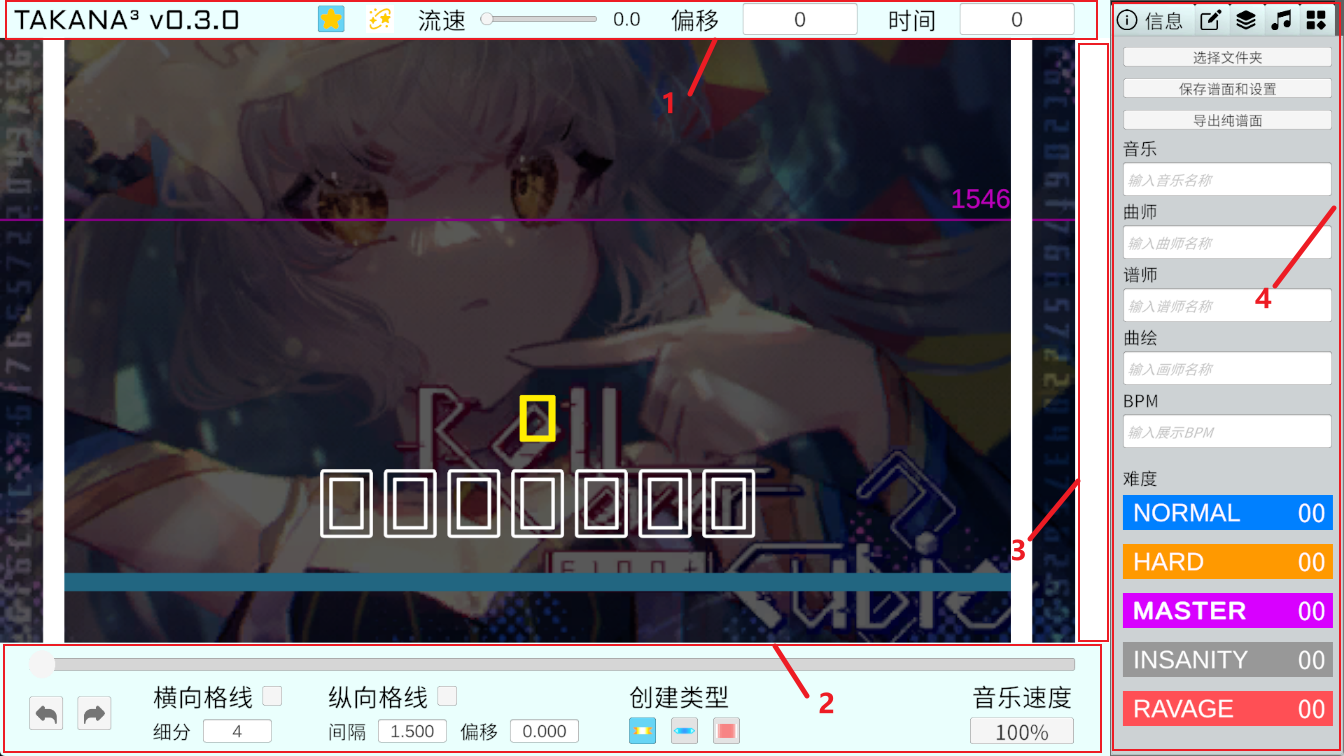 TAKANA³ v0.3.0
流速 0.0 偏移 0 时间 0
信息
选择文件夹
保存谱面和设置
导出纯谱面
音乐
输入音乐名称
曲师
输入曲师名称
谱师
输入谱师名称
曲绘
输入画师名称
BPM
输入展示BPM
难度
NORMAL 00
HARD 00
MASTER 00
INSANITY 00
RAVAGE 00
1
1546
4
3
2
横向格线
细分 4
纵向格线
间隔 1.500 偏移 0.000
创建类型
音乐速度
100%